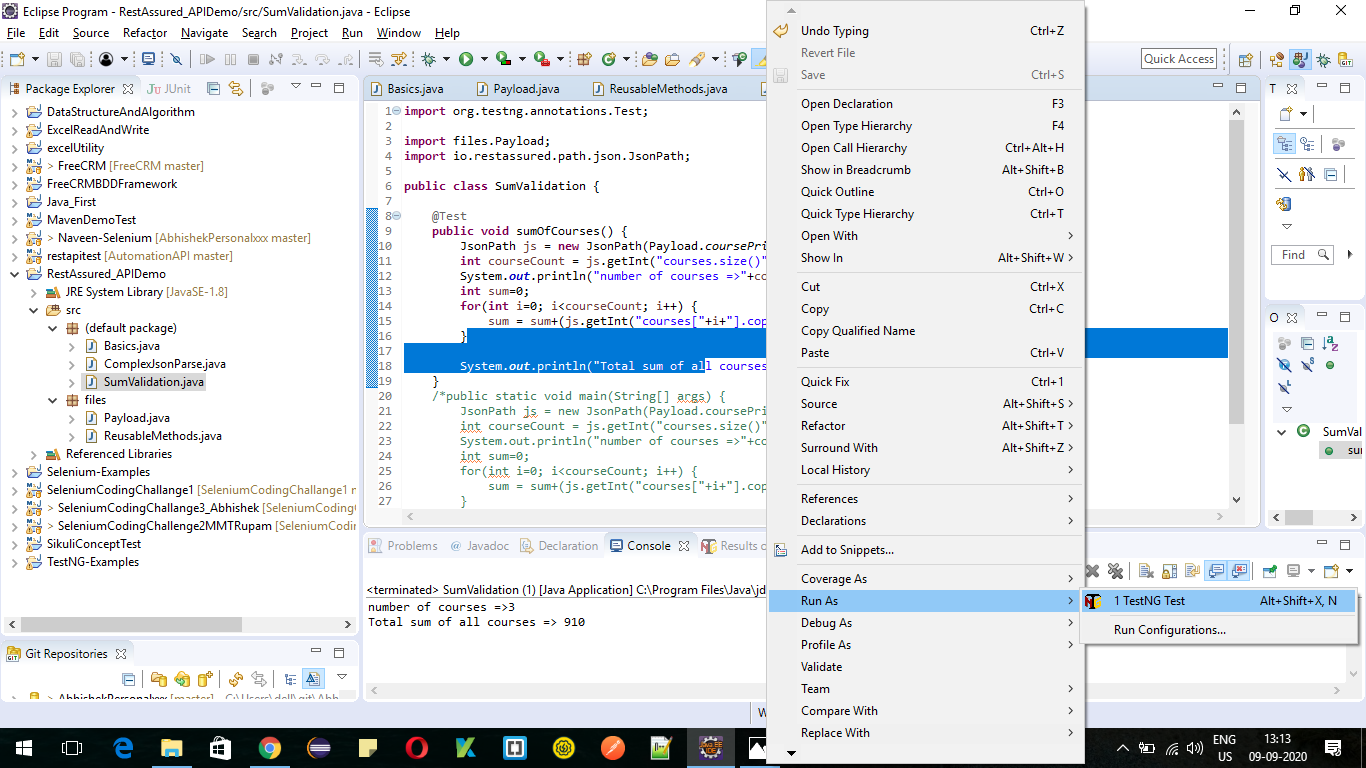 Eclipse Program - RestAssured_APIDemo/src/SumValidation.java - Eclipse
File Edit Source Refactor Navigate Search Project Run Window Help
Quick Access
Package Explorer JUnit
DataStructureAndAlgorithm
ExcelReadAndWrite
excelUtility
> FreeCRM [FreeCRM master]
FreeCRMBDDFramework
Java_First
MavenDemoTest
> Naveen-Selenium [AbhishekPersonalxxx master]
restapitest [AutomationAPI master]
RestAssured_APIDemo
JRE System Library [JavaSE-1.8]
src
(default package)
Basics.java
ComplexJsonParse.java
SumValidation.java
files
Payload.java
ReusableMethods.java
Referenced Libraries
Selenium-Examples
SeleniumCodingChallange1 [SeleniumCodingChallange1 r
> SeleniumCodingChallange3_Abhishek [SeleniumCoding
> SeleniumCodingChallenge2MMTRupam [SeleniumCodin
SikuliConceptTest
TestNG-Examples
Git Repositories
> AbhishekPersonalxxx [master] - C:\Users\dell\git\Abh
Basics.java Payload.java ReusableMethods.java
1 import org.testng.annotations.Test;
2
3 import files.Payload;
4 import io.restassured.path.json.JsonPath;
5
6 public class SumValidation {
7
8 @Test
9 public void sumOfCourses() {
10 JsonPath js = new JsonPath(Payload.coursePri
11 int courseCount = js.getInt("courses.size()"
12 System.out.println("number of courses =>"+co
13 int sum=0;
14 for(int i=0; i<courseCount; i++) {
15 sum = sum+(js.getInt("courses["+i+"].cop
16 }
17
18 System.out.println("Total sum of all courses
19 }
20 /*public static void main(String[] args) {
21 JsonPath js = new JsonPath(Payload.coursePri
22 int courseCount = js.getInt("courses.size()"
23 System.out.println("number of courses =>"+co
24 int sum=0;
25 for(int i=0; i<courseCount; i++) {
26 sum = sum+(js.getInt("courses["+i+"].cop
27 }
Problems Javadoc Declaration Console Results o
<terminated> SumValidation (1) [Java Application] C:\Program Files\Java\jd
number of courses =>3
Total sum of all courses => 910
Undo Typing Ctrl+Z
Revert File
Save Ctrl+S
Open Declaration F3
Open Type Hierarchy F4
Open Call Hierarchy Ctrl+Alt+H
Show in Breadcrumb Alt+Shift+B
Quick Outline Ctrl+O
Quick Type Hierarchy Ctrl+T
Open With
Show In Alt+Shift+W
Cut Ctrl+X
Copy Ctrl+C
Copy Qualified Name
Paste Ctrl+V
Quick Fix Ctrl+1
Source Alt+Shift+S
Refactor Alt+Shift+T
Surround With Alt+Shift+Z
Local History
References
Declarations
Add to Snippets...
Coverage As
Run As
Debug As
Profile As
Validate
Team
Compare With
Replace With
1 TestNG Test Alt+Shift+X, N
Run Configurations...
T
Find
O
SumVal
sur
W
ENG
US
13:13
09-09-2020